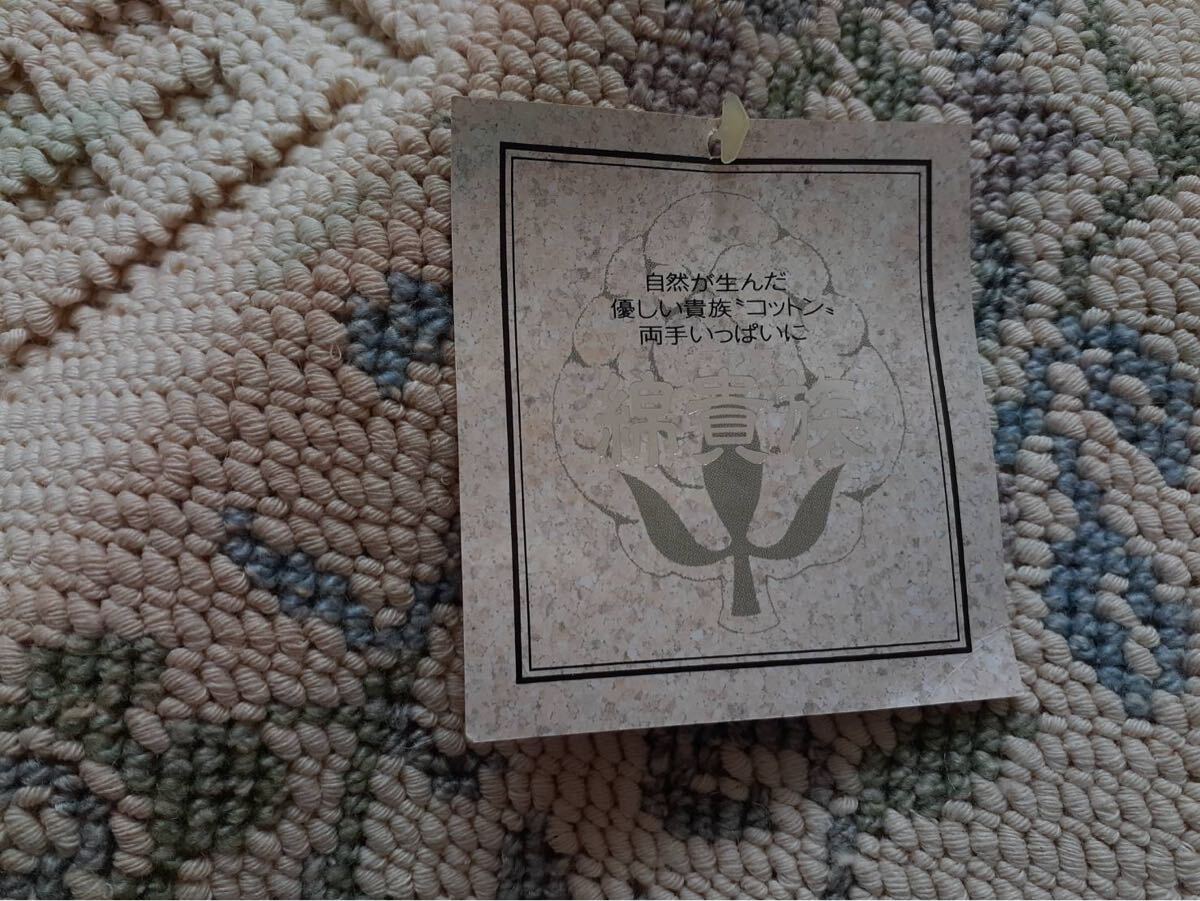 自然が生んだ
優しい貴族〝コットン〟
両手いっぱいに
綿貴族